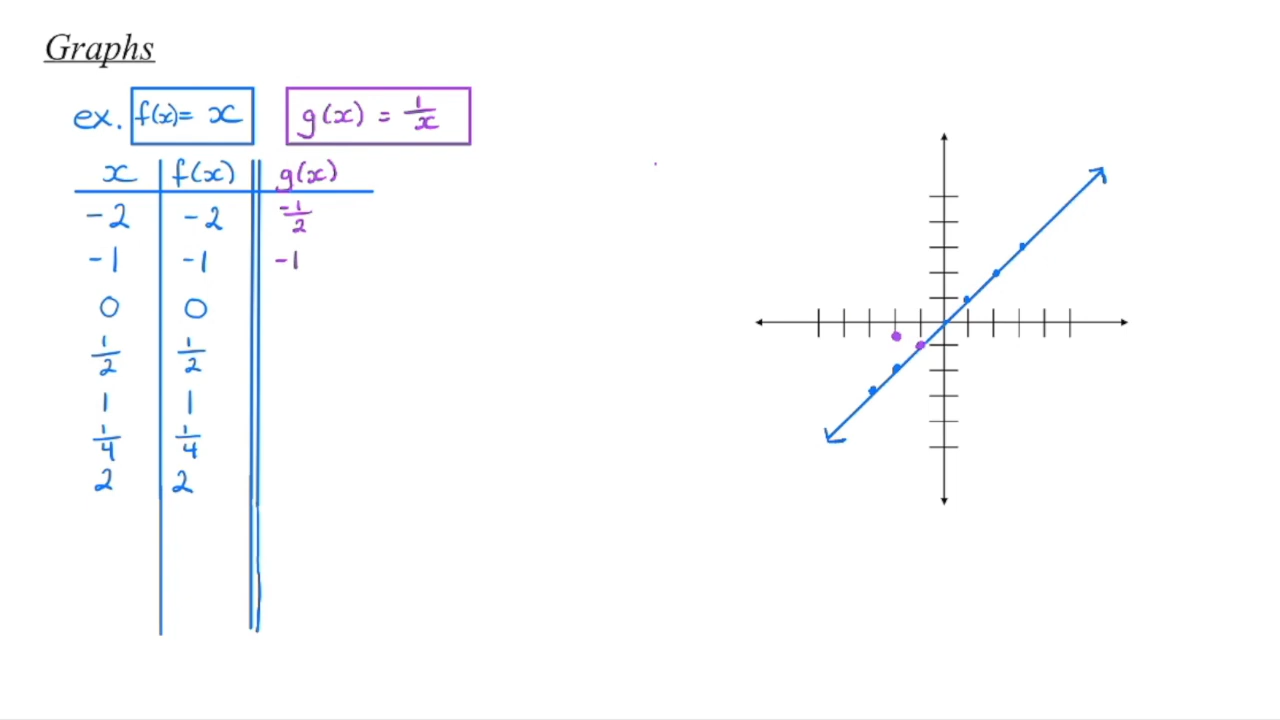 Graphs
ex. f(x)= x g(x) = 1/x
x f(x) g(x)
-2 -2 -1/2
-1 -1 -1
0 0
1/2 1/2
1 1
1/4 1/4
2 2